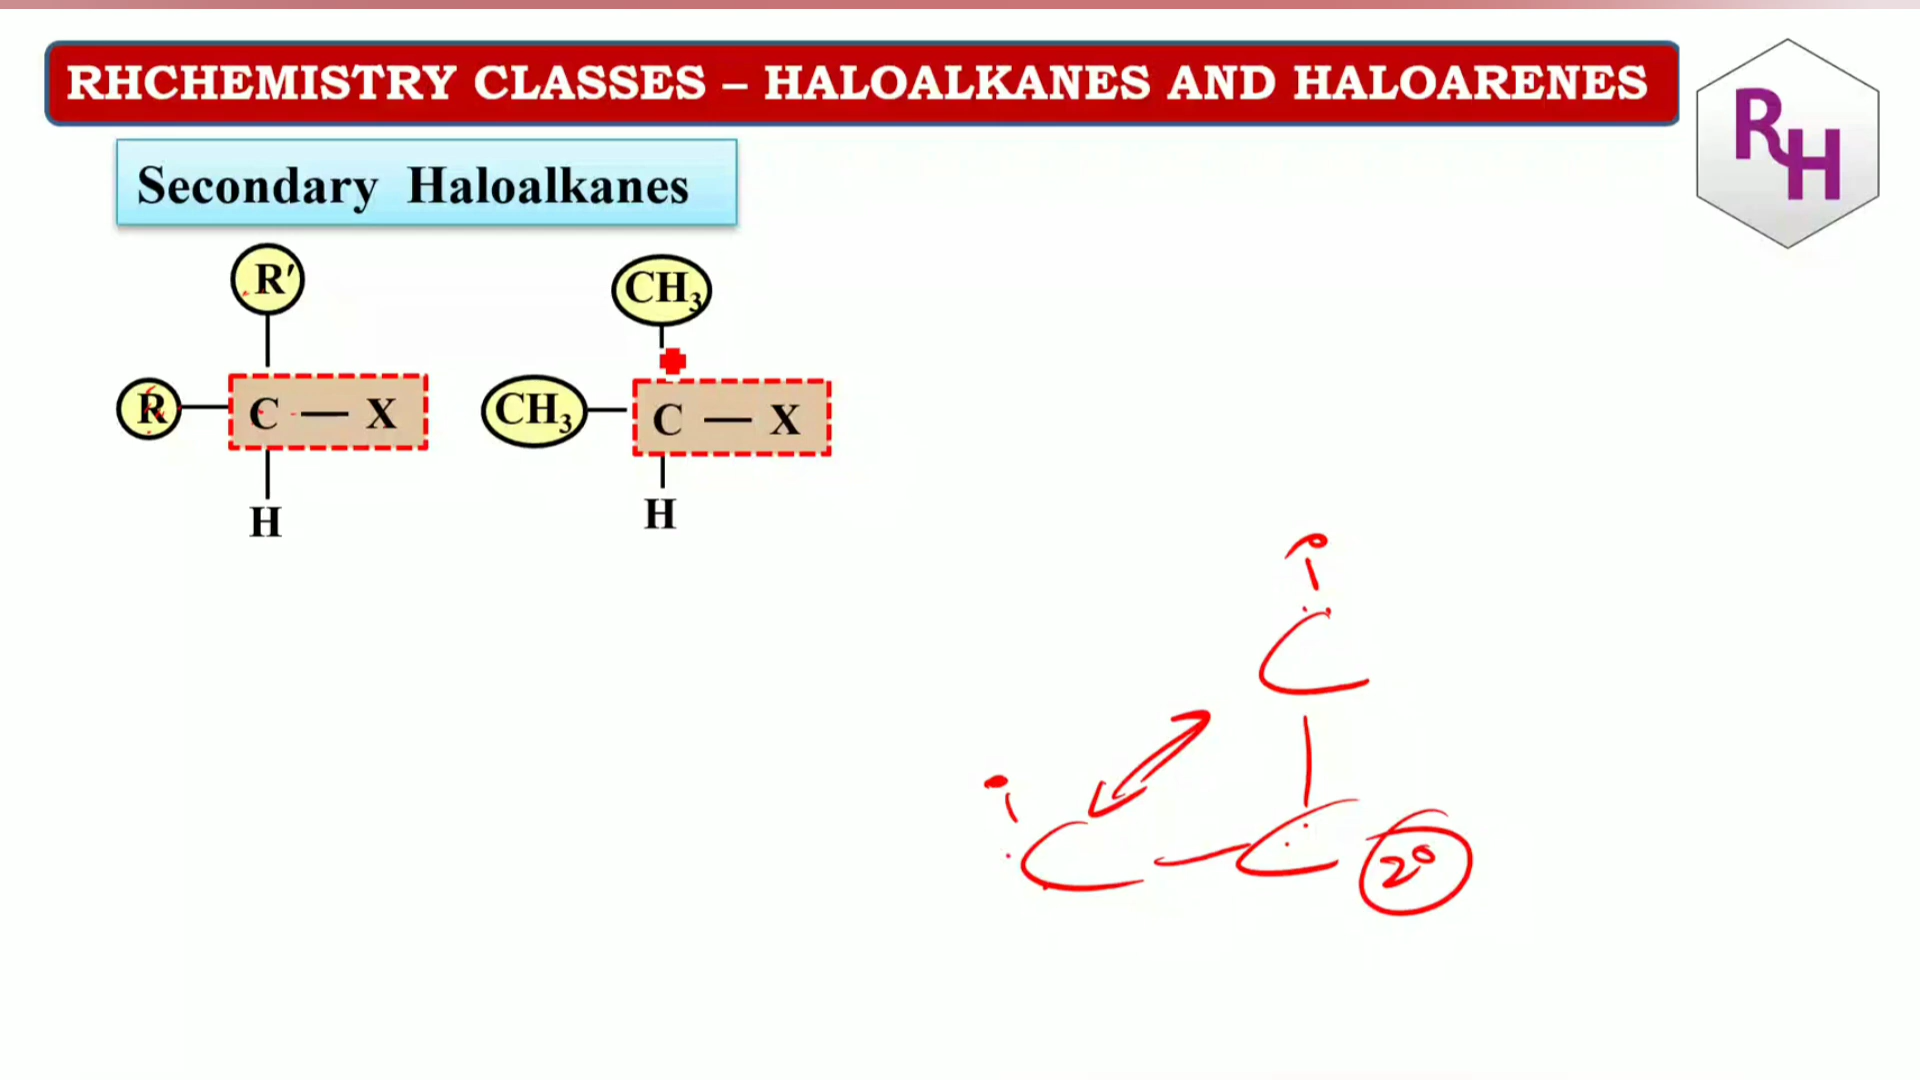 RHCHEMISTRY CLASSES – HALOALKANES AND HALOARENES
RH
Secondary Haloalkanes
R′
CH₃
R
C — X
CH₃
C — X
H
H
C
C — C 2°